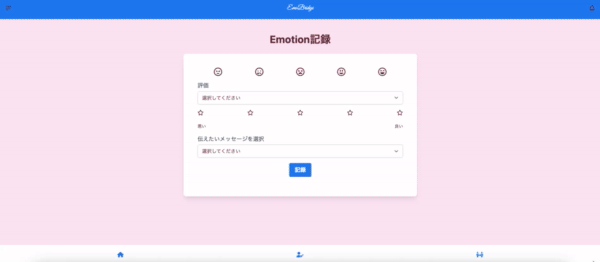 EmoBridge
Emotion記録
評価
選択してください
悪い
良い
伝えたいメッセージを選択
選択してください
記録